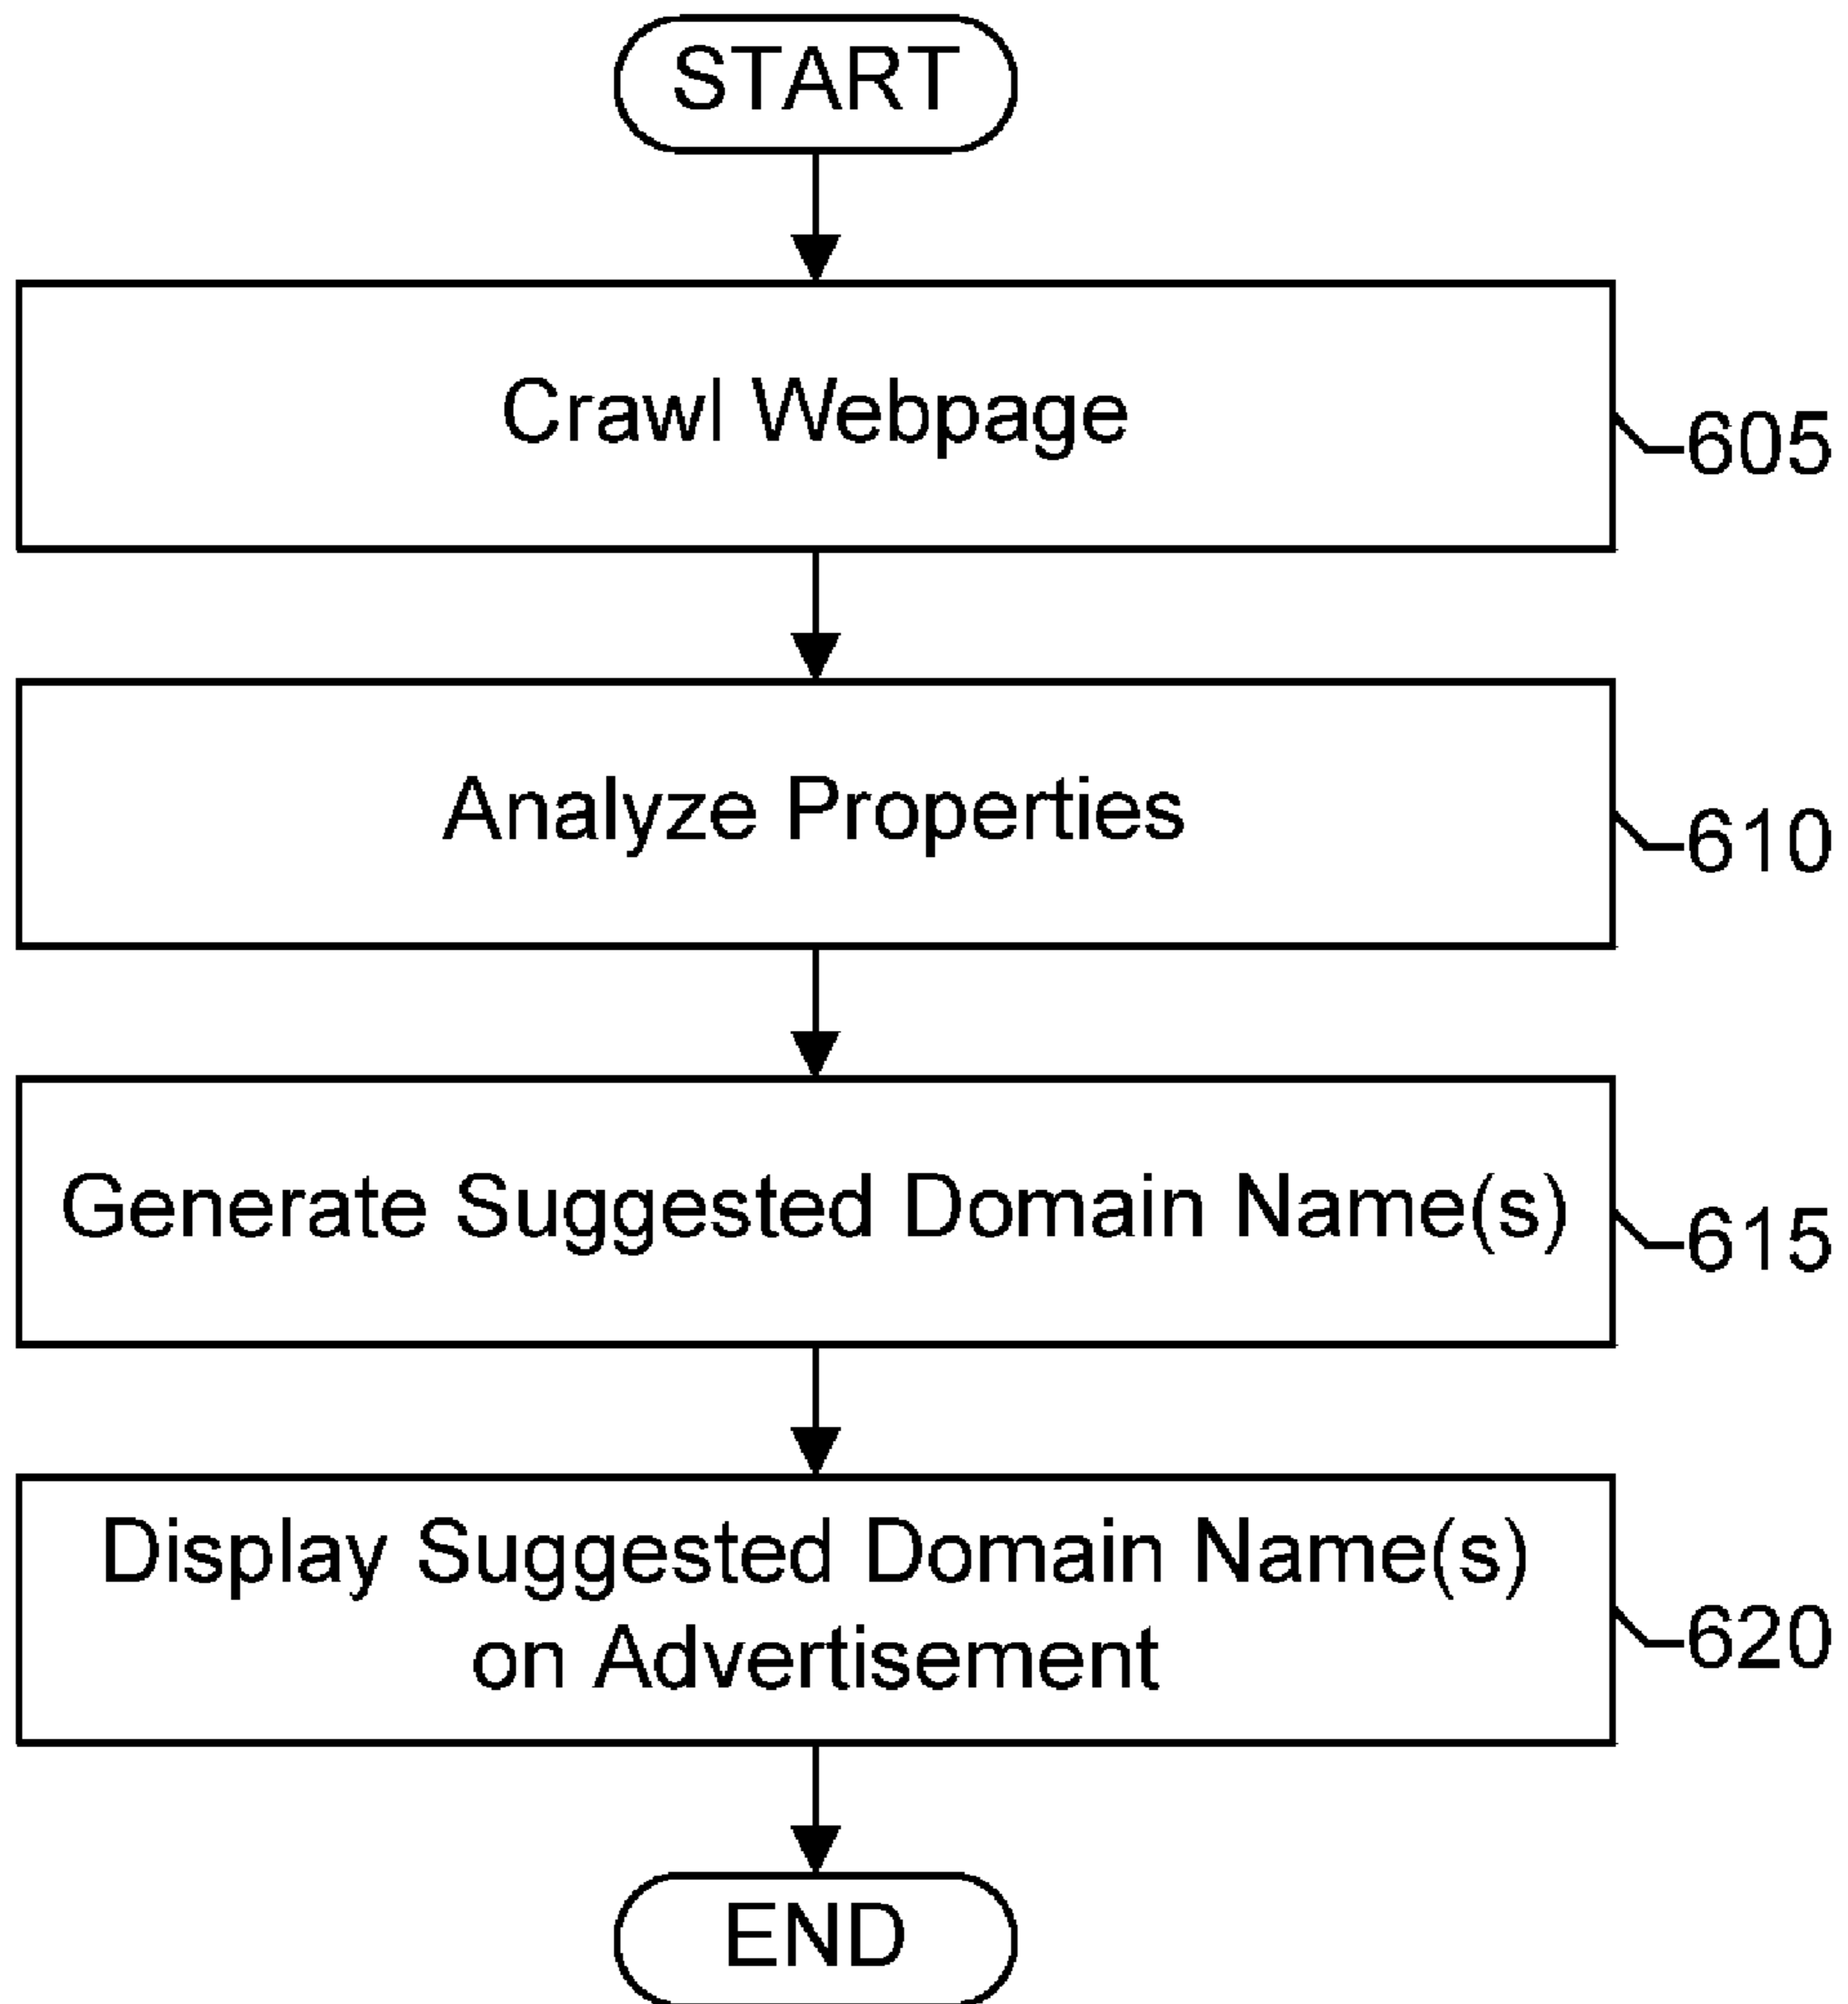 START
Crawl Webpage
605
Analyze Properties
610
Generate Suggested Domain Name(s)
615
Display Suggested Domain Name(s)
on Advertisement
620
END